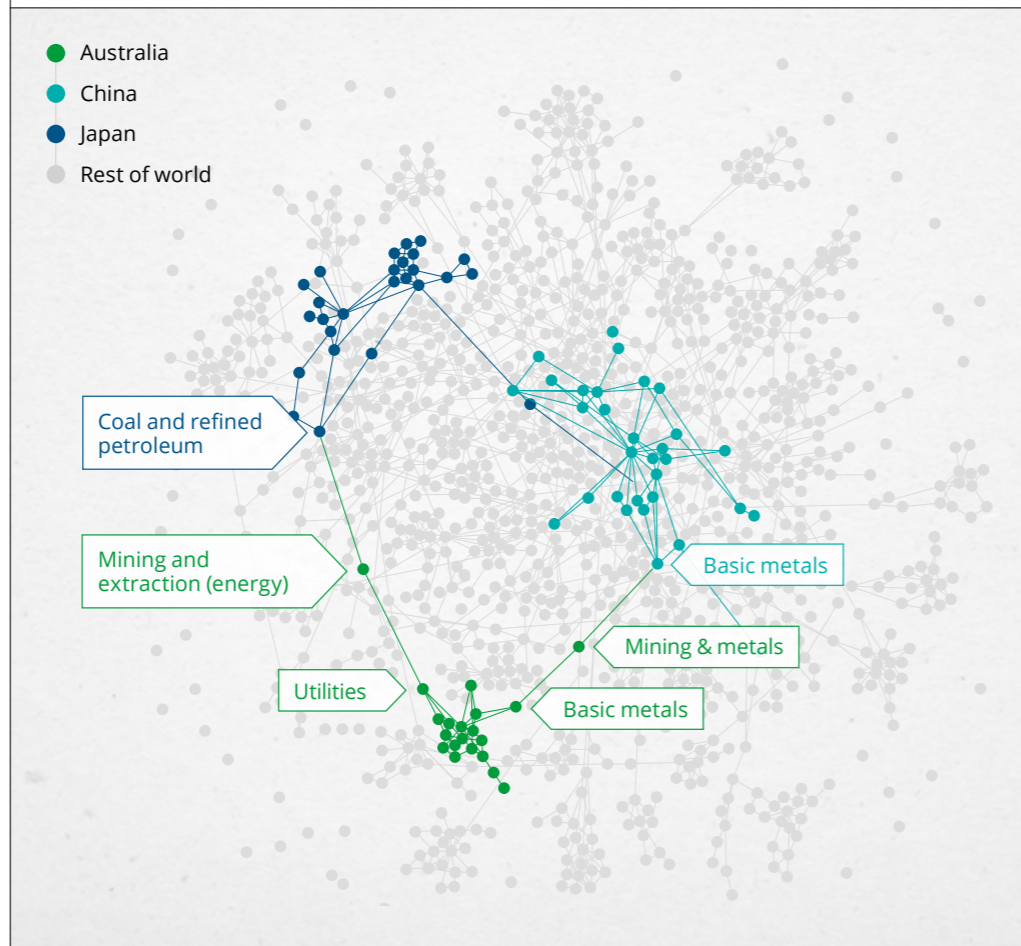 Australia
China
Japan
Rest of world
Coal and refined
petroleum
Mining and
extraction (energy)
Basic metals
Mining & metals
Utilities
Basic metals